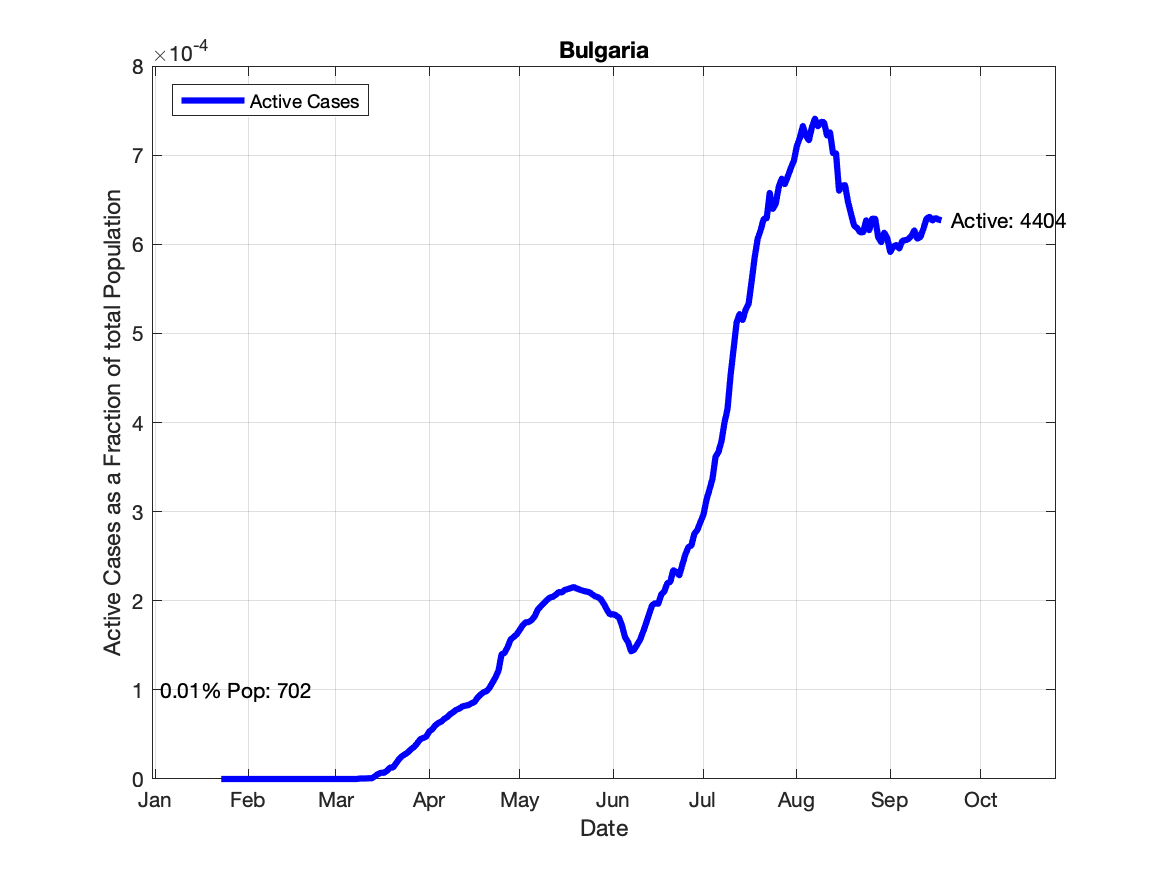 Bulgaria
×10⁻⁴
Active Cases
8
7
6
5
4
3
2
1
0
Active Cases as a Fraction of total Population
Active: 4404
0.01% Pop: 702
Jan Feb Mar Apr May Jun Jul Aug Sep Oct
Date